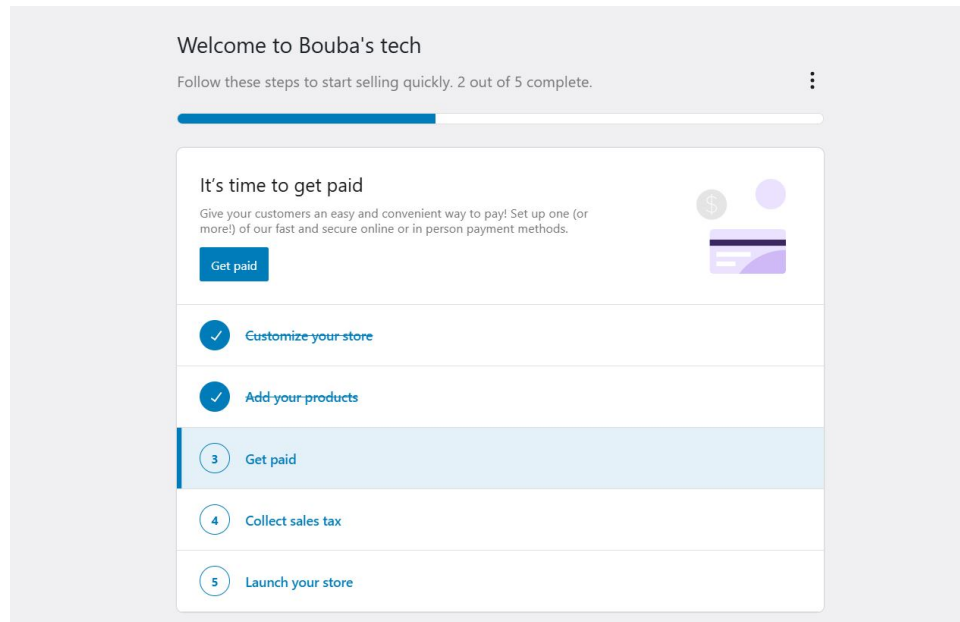 Welcome to Bouba's tech
Follow these steps to start selling quickly. 2 out of 5 complete.
It's time to get paid
Give your customers an easy and convenient way to pay! Set up one (or
more!) of our fast and secure online or in person payment methods.
$
Get paid
Customize your store
Add your products
3 Get paid
4 Collect sales tax
5 Launch your store